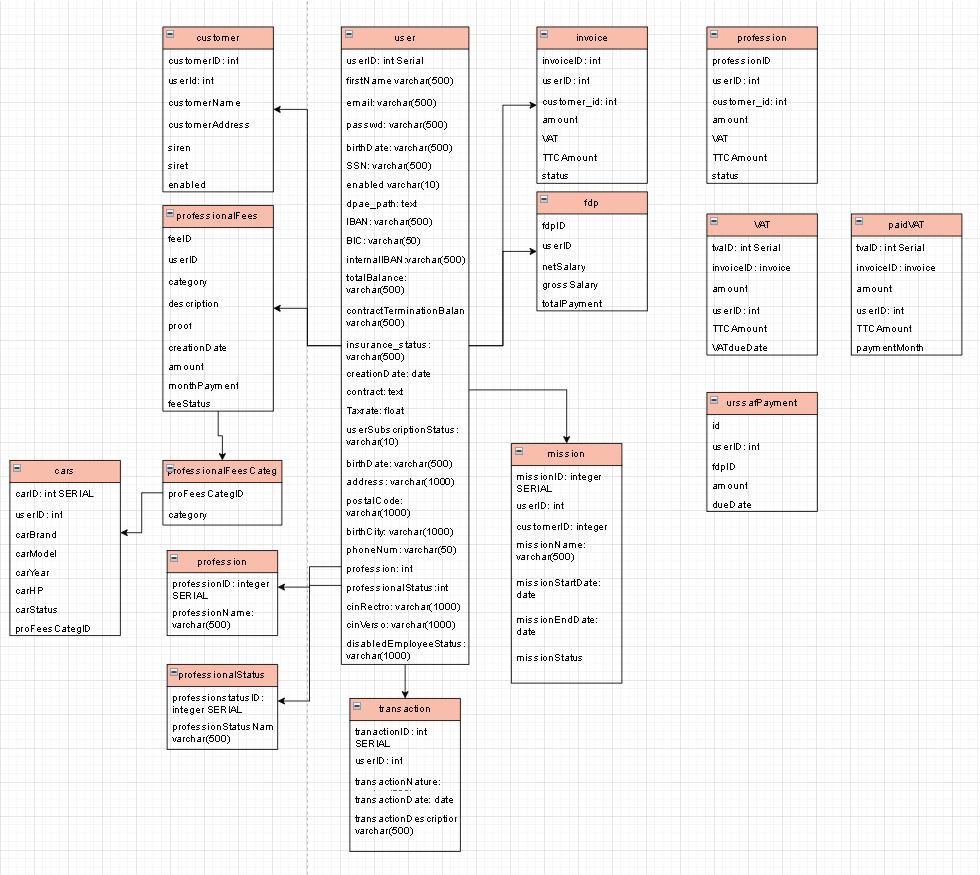 customer
customerID: int
userId: int
customerName
customerAddress
siren
siret
enabled
professionalFees
feeID
userID
category
description
proof
creationDate
amount
monthPayment
feeStatus
cars
carID: int SERIAL
userID: int
carBrand
carModel
carYear
carHP
carStatus
proFeesCategID
professionalFeesCateg
proFeesCategID
category
profession
professionID: integer
SERIAL
professionName:
varchar(500)
professionalStatus
professionstatusID:
integer SERIAL
professionStatusNam
varchar(500)
user
userID: int Serial
firstName varchar(500)
email: varchar(500)
passwd: varchar(500)
birthDate: varchar(500)
SSN: varchar(500)
enabled varchar(10)
dpae_path: text
IBAN: varchar(500)
BIC: varchar(50)
internalIBAN:varchar(500)
totalBalance:
varchar(500)
contractTerminationBalan
varchar(500)
insurance_status:
varchar(500)
creationDate: date
contract: text
Taxrate: float
userSubscriptionStatus:
varchar(10)
birthDate: varchar(500)
address: varchar(1000)
postalCode:
varchar(1000)
birthCity: varchar(1000)
phoneNum: varchar(50)
profession: int
professionalStatus:int
cinRectro: varchar(1000)
cinVerso: varchar(1000)
disabledEmployeeStatus:
varchar(1000)
transaction
tranactionID: int
SERIAL
userID: int
transactionNature:
transactionDate: date
transactionDescription
varchar(500)
invoice
invoiceID: int
userID: int
customer_id: int
amount
VAT
TTCAmount
status
fdp
fdpID
userID
netSalary
grossSalary
totalPayment
mission
missionID: integer
SERIAL
userID: int
customerID: integer
missionName:
varchar(500)
missionStartDate:
date
missionEndDate:
date
missionStatus
profession
professionID
userID: int
customer_id: int
amount
VAT
TTCAmount
status
VAT
tvaID: int Serial
invoiceID: invoice
amount
userID: int
TTCAmount
VATdueDate
paidVAT
tvaID: int Serial
invoiceID: invoice
amount
userID: int
TTCAmount
paymentMonth
urssafPayment
id
userID: int
fdpID
amount
dueDate